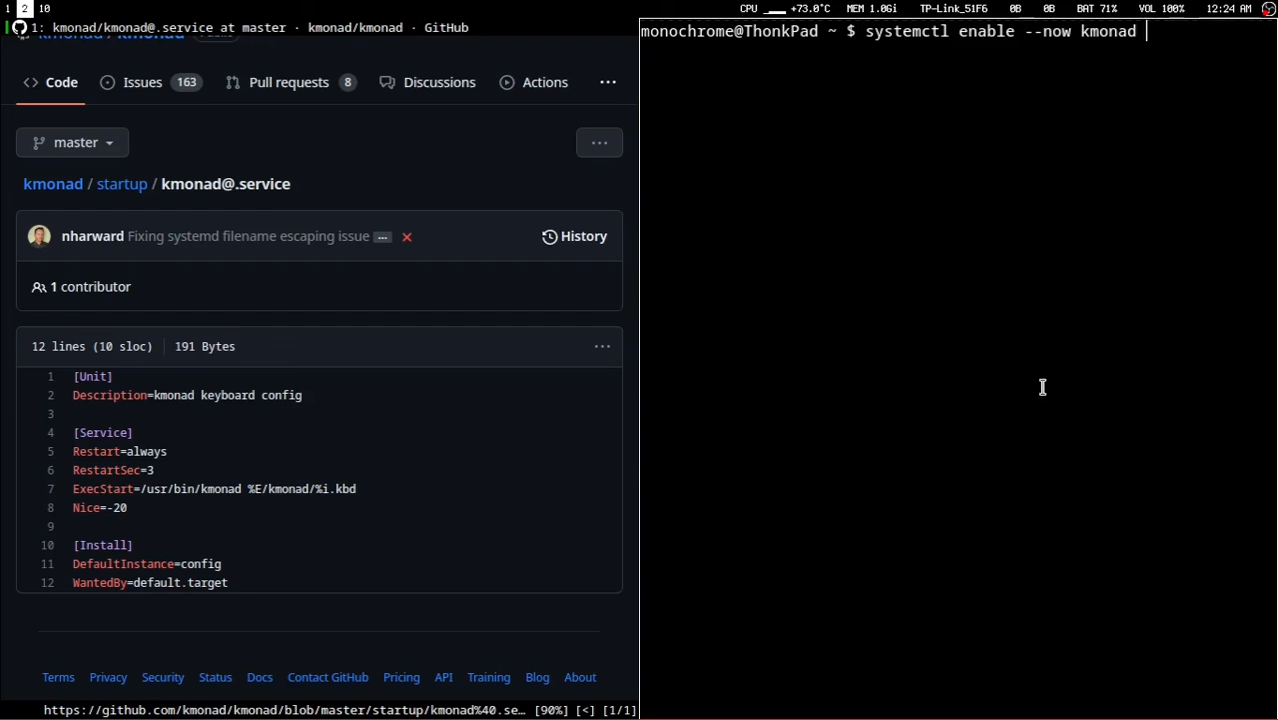 1 2 10 CPU +73.0°C MEM 1.0Gi TP-Link_51F6 0B 0B BAT 71% VOL 100% 12:24 AM
1: kmonad/kmonad@.service at master · kmonad/kmonad · GitHub
monochrome@ThonkPad ~ $ systemctl enable --now kmonad
kmonad / kmonad
Code Issues 163 Pull requests 8 Discussions Actions ···
master ···
kmonad / startup / kmonad@.service
nharward Fixing systemd filename escaping issue ... History
1 contributor
12 lines (10 sloc) 191 Bytes ···
1 [Unit]
2 Description=kmonad keyboard config
3
4 [Service]
5 Restart=always
6 RestartSec=3
7 ExecStart=/usr/bin/kmonad %E/kmonad/%i.kbd
8 Nice=-20
9
10 [Install]
11 DefaultInstance=config
12 WantedBy=default.target
Terms Privacy Security Status Docs Contact GitHub Pricing API Training Blog About
https://github.com/kmonad/kmonad/blob/master/startup/kmonad%40.se… [90%] [<] [1/1]